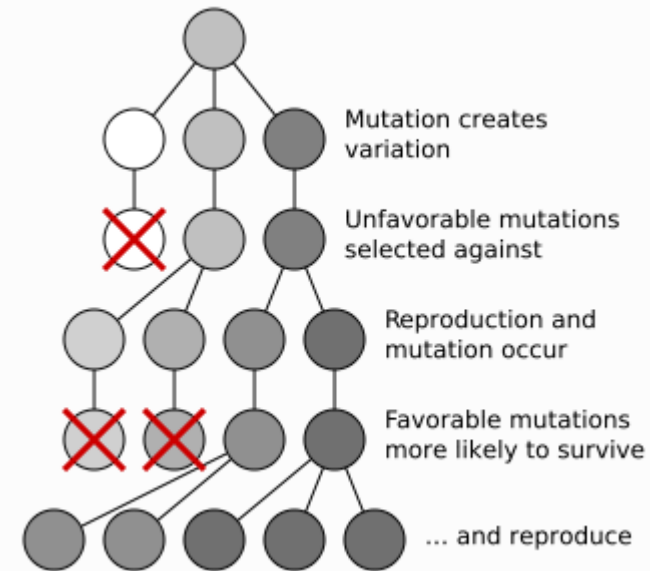 Mutation creates
variation
Unfavorable mutations
selected against
Reproduction and
mutation occur
Favorable mutations
more likely to survive
... and reproduce